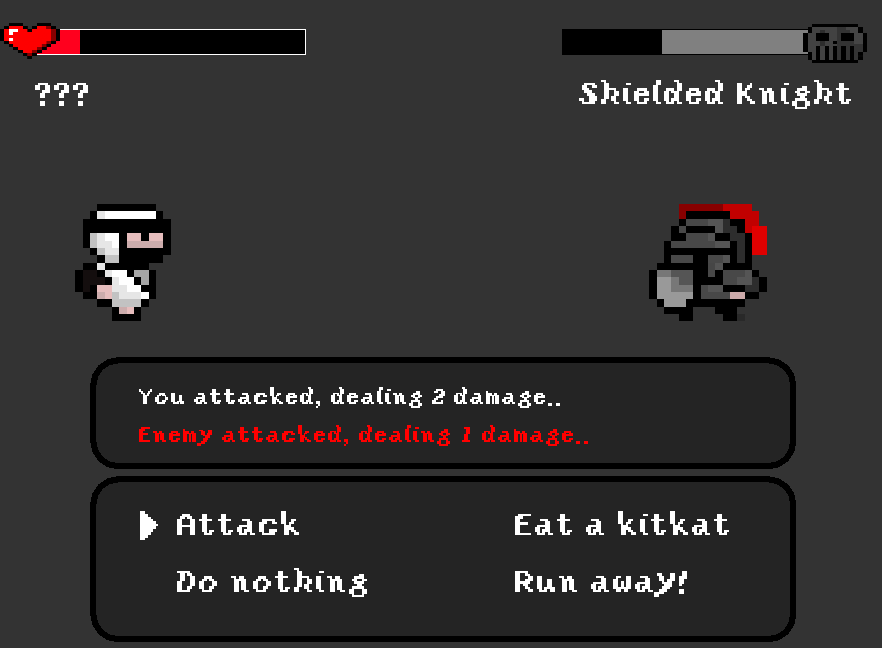 ???
Shielded Knight
You attacked, dealing 2 damage..
Enemy attacked, dealing 1 damage..
Attack
Eat a kitkat
Do nothing
Run away!